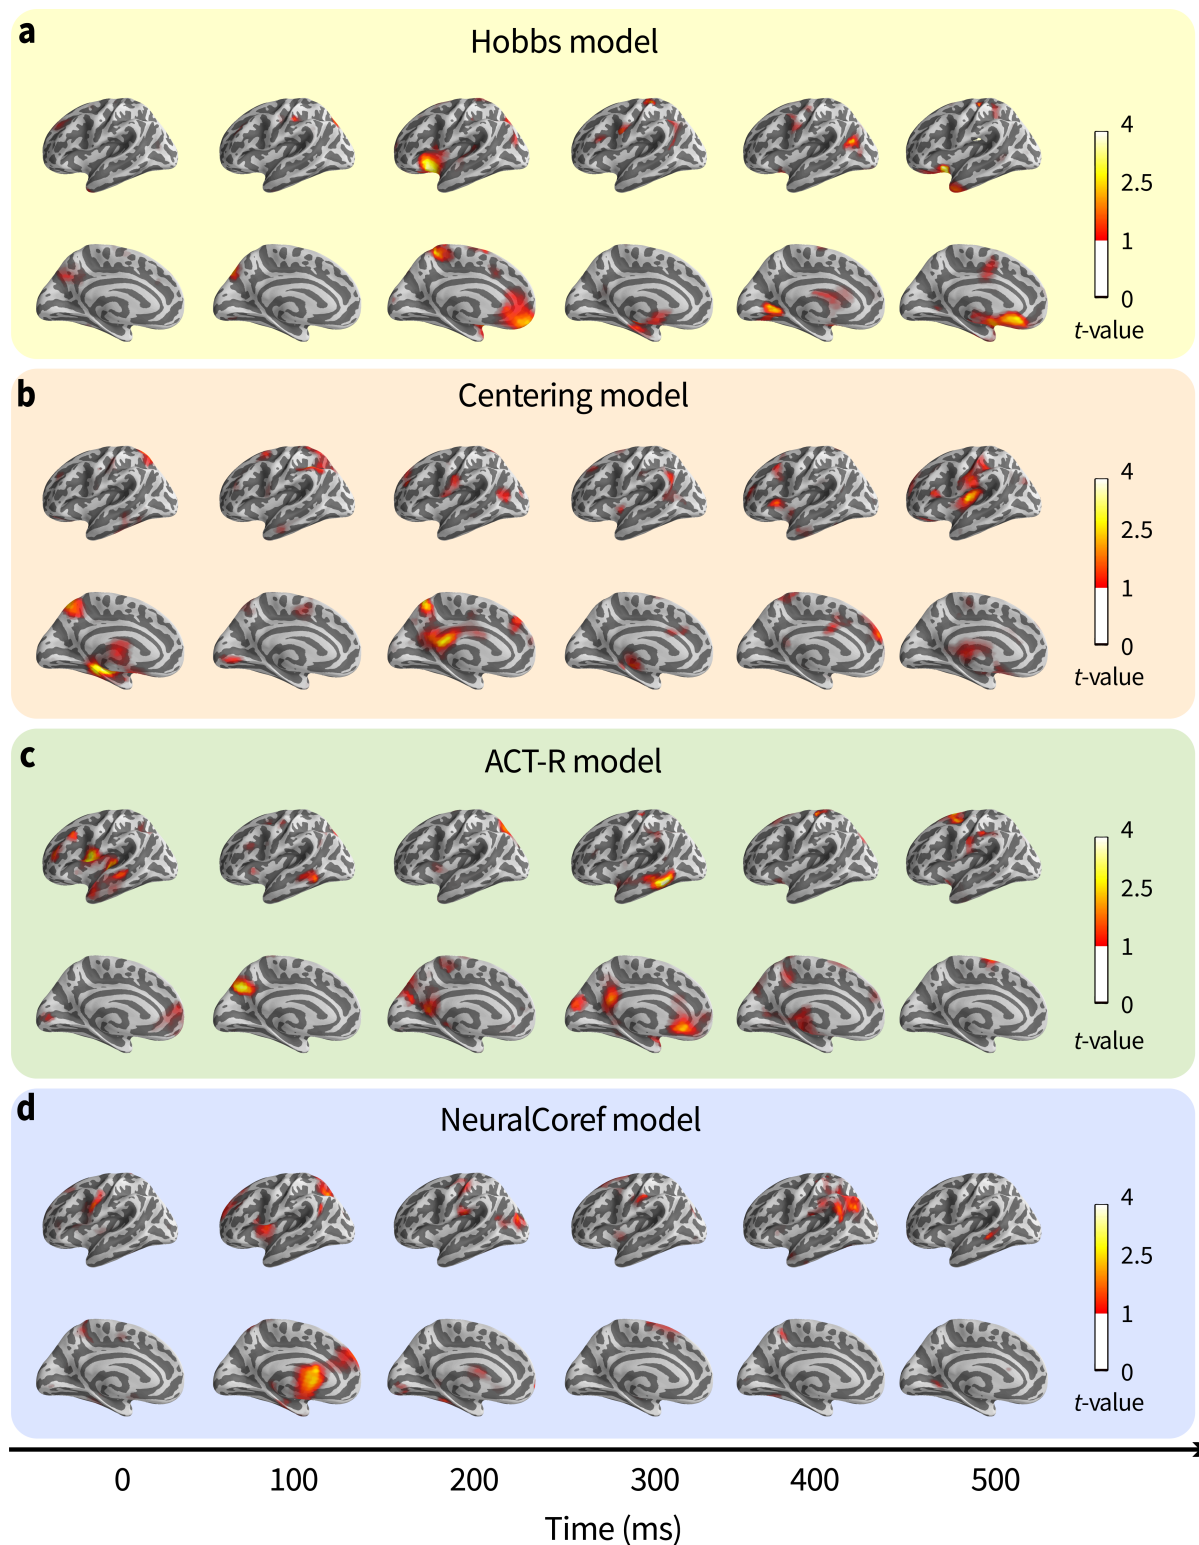 a
Hobbs model
4
2.5
1
0
t-value
b
Centering model
4
2.5
1
0
t-value
c
ACT-R model
4
2.5
1
0
t-value
d
NeuralCoref model
4
2.5
1
0
t-value
0 100 200 300 400 500
Time (ms)